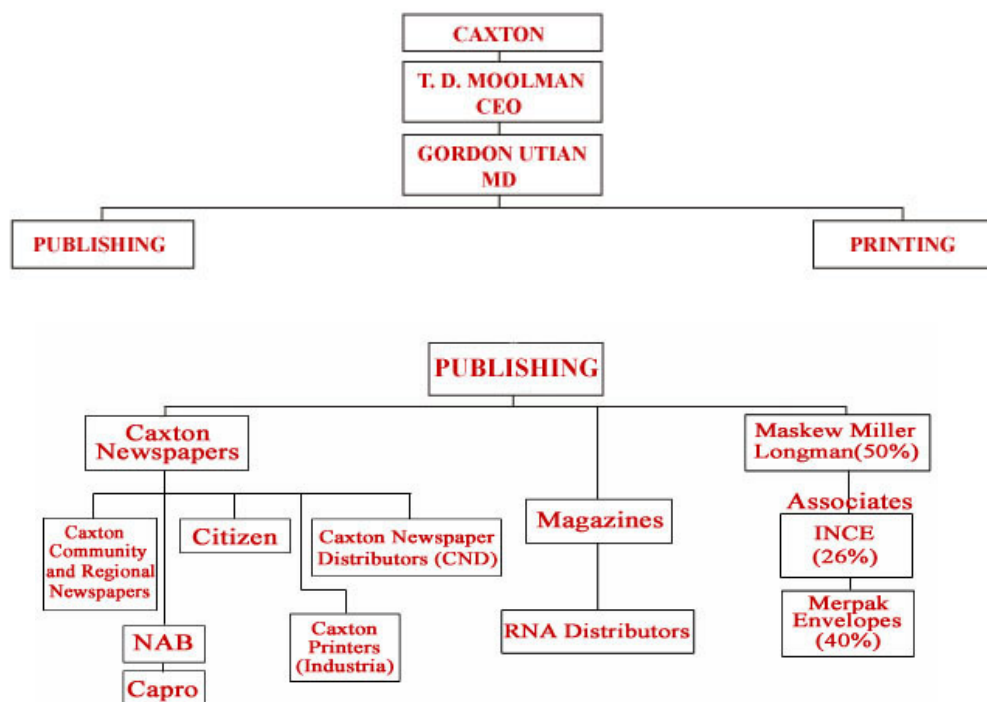 CAXTON
T. D. MOOLMAN
CEO
GORDON UTIAN
MD
PUBLISHING
PRINTING
PUBLISHING
Caxton
Newspapers
Maskew Miller
Longman(50%)
Associates
INCE
(26%)
Merpak
Envelopes
(40%)
Magazines
RNA Distributors
Caxton
Community
and Regional
Newspapers
Citizen
Caxton Newspaper
Distributors (CND)
NAB
Capro
Caxton
Printers
(Industria)